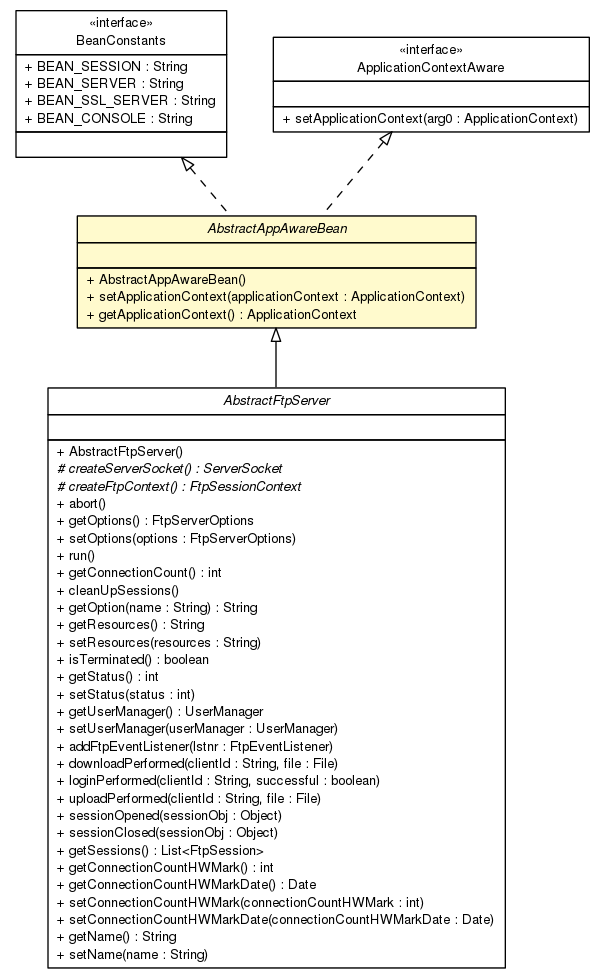 «interface»
BeanConstants
+ BEAN_SESSION : String
+ BEAN_SERVER : String
+ BEAN_SSL_SERVER : String
+ BEAN_CONSOLE : String
«interface»
ApplicationContextAware
+ setApplicationContext(arg0 : ApplicationContext)
AbstractAppAwareBean
+ AbstractAppAwareBean()
+ setApplicationContext(applicationContext : ApplicationContext)
+ getApplicationContext() : ApplicationContext
AbstractFtpServer
+ AbstractFtpServer()
# createServerSocket() : ServerSocket
# createFtpContext() : FtpSessionContext
+ abort()
+ getOptions() : FtpServerOptions
+ setOptions(options : FtpServerOptions)
+ run()
+ getConnectionCount() : int
+ cleanUpSessions()
+ getOption(name : String) : String
+ getResources() : String
+ setResources(resources : String)
+ isTerminated() : boolean
+ getStatus() : int
+ setStatus(status : int)
+ getUserManager() : UserManager
+ setUserManager(userManager : UserManager)
+ addFtpEventListener(lstnr : FtpEventListener)
+ downloadPerformed(clientId : String, file : File)
+ loginPerformed(clientId : String, successful : boolean)
+ uploadPerformed(clientId : String, file : File)
+ sessionOpened(sessionObj : Object)
+ sessionClosed(sessionObj : Object)
+ getSessions() : List<FtpSession>
+ getConnectionCountHWMark() : int
+ getConnectionCountHWMarkDate() : Date
+ setConnectionCountHWMark(connectionCountHWMark : int)
+ setConnectionCountHWMarkDate(connectionCountHWMarkDate : Date)
+ getName() : String
+ setName(name : String)